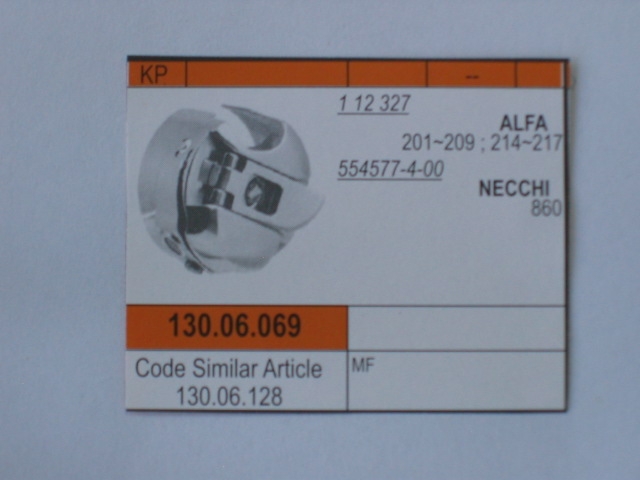 KP --
1 12 327
ALFA
201~209 ; 214~217
554577-4-00
NECCHI
860
130.06.069
Code Similar Article
130.06.128
MF